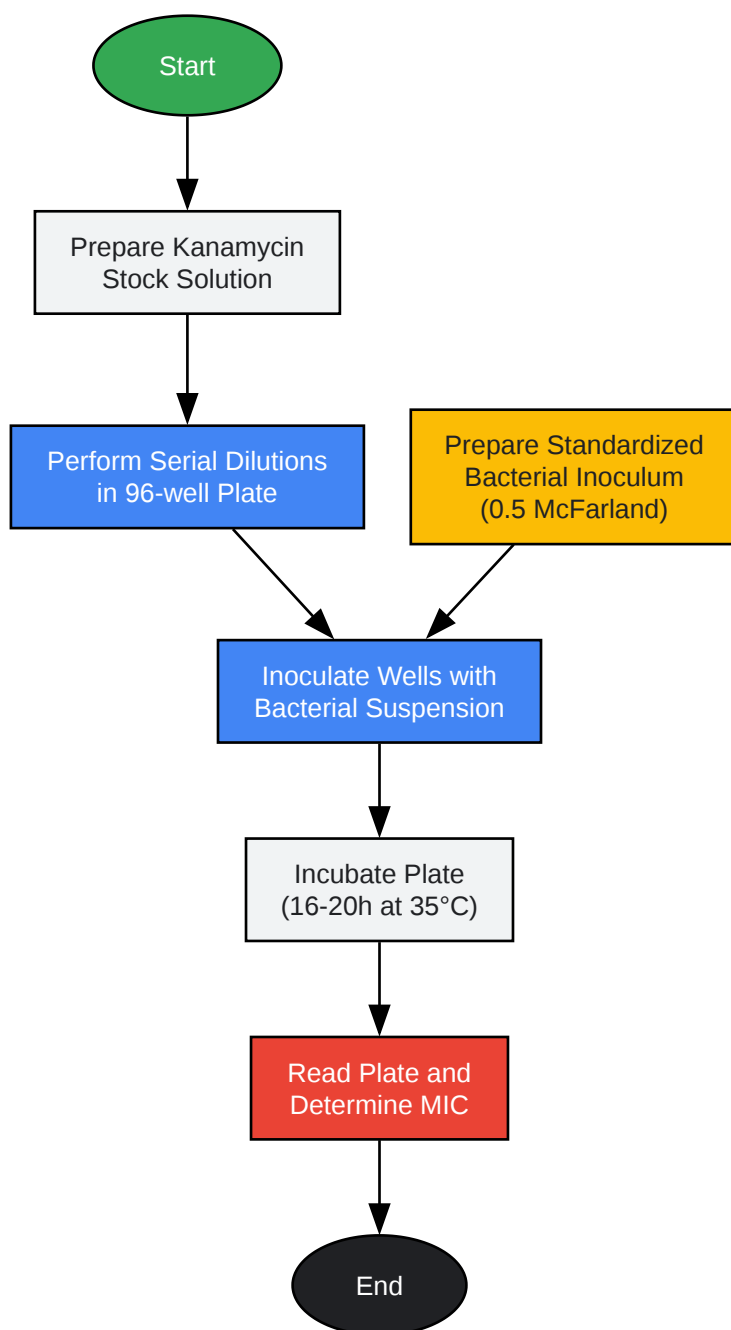 Start
Prepare Kanamycin
Stock Solution
Perform Serial Dilutions
in 96-well Plate
Prepare Standardized
Bacterial Inoculum
(0.5 McFarland)
Inoculate Wells with
Bacterial Suspension
Incubate Plate
(16-20h at 35°C)
Read Plate and
Determine MIC
End